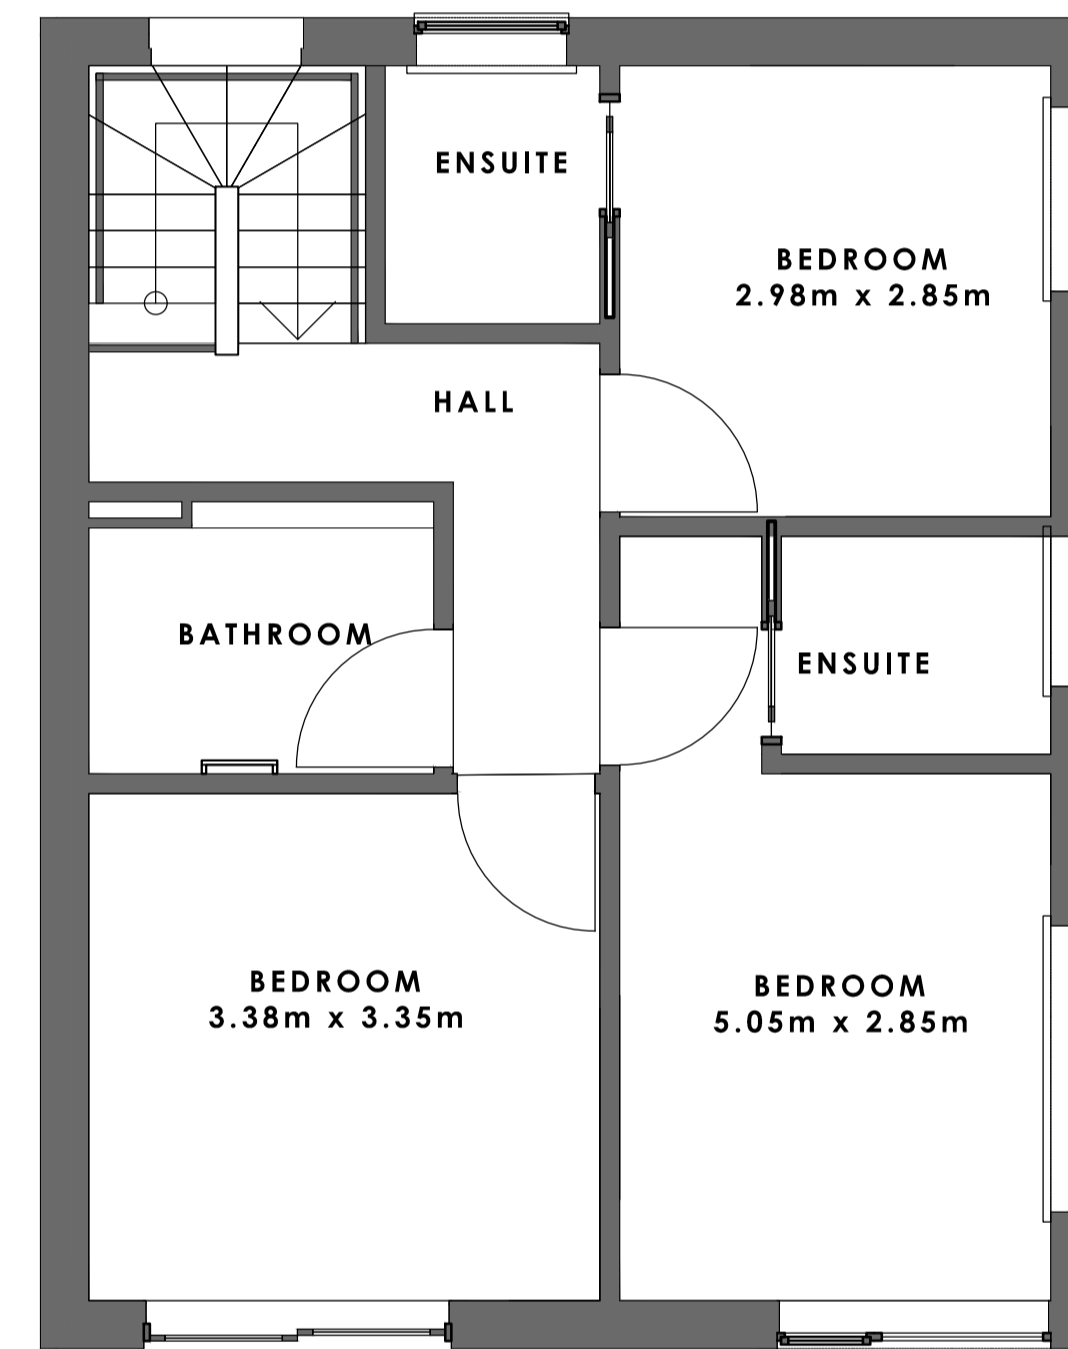 ENSUITE
BEDROOM
2.98m x 2.85m
HALL
BATHROOM
ENSUITE
BEDROOM
3.38m x 3.35m
BEDROOM
5.05m x 2.85m